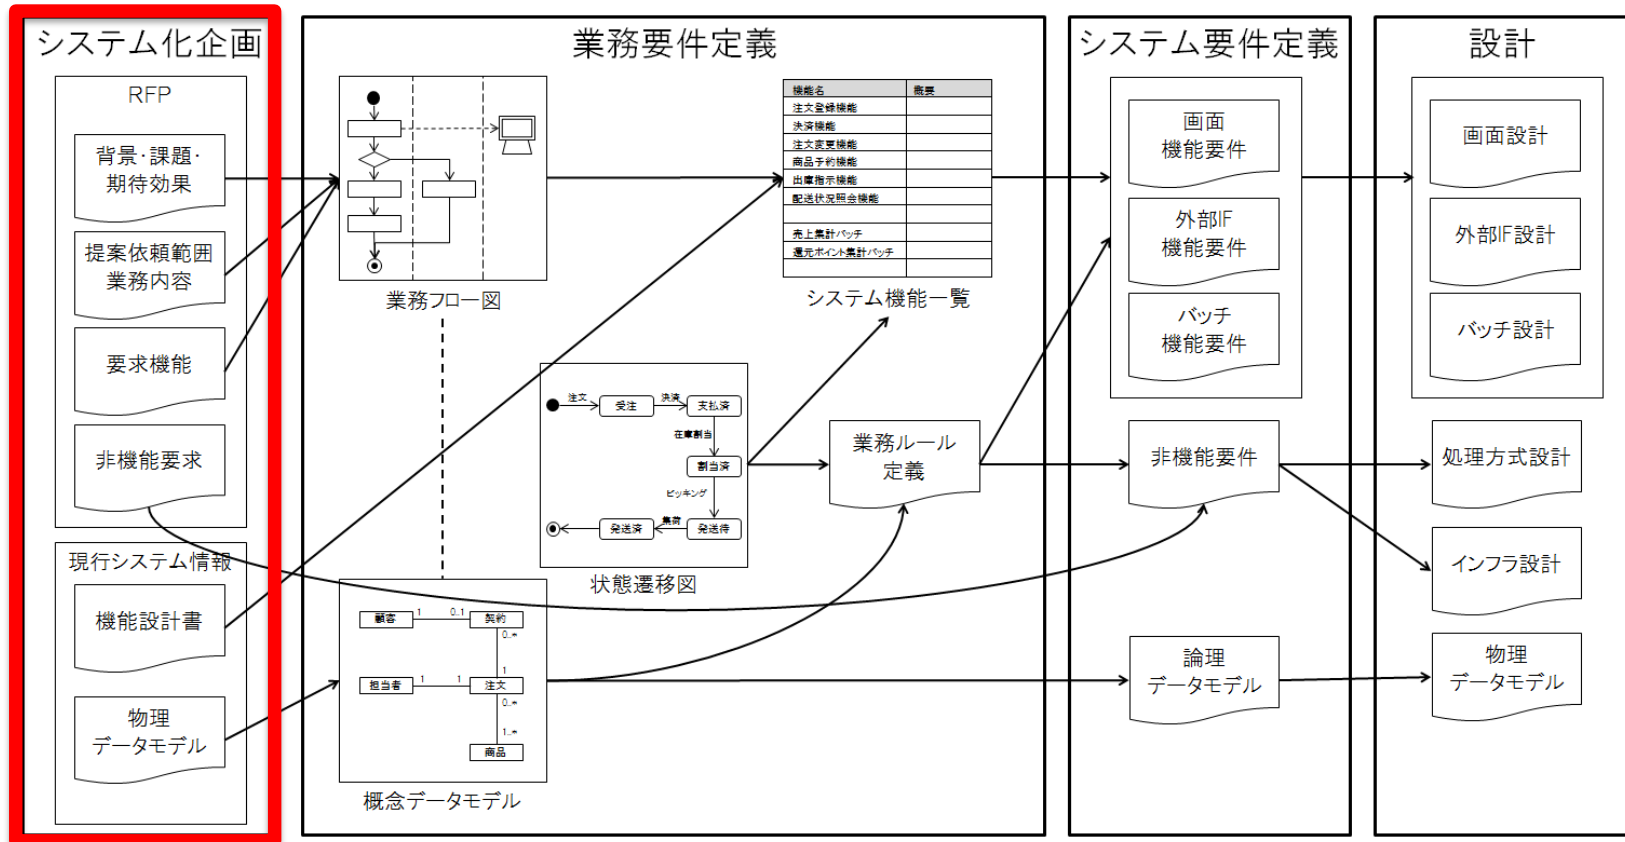 システム化企画
RFP
背景・課題・
期待効果
提案依頼範囲
業務内容
要求機能
非機能要求
現行システム情報
機能設計書
物理
データモデル
業務要件定義
業務フロー図
機能名 概要
注文登録機能
決済機能
注文変更機能
商品予約機能
出庫指示機能
配送状況照会機能
売上集計バッチ
還元ポイント集計バッチ
システム機能一覧
注文
受注
決済
支払済
在庫割当
割当済
ピッキング
発送済
集荷
発送待
状態遷移図
業務ルール
定義
顧客
1
0..1
契約
0..*
1
担当者
1
1
注文
0..*
1..*
商品
概念データモデル
システム要件定義
画面
機能要件
外部IF
機能要件
バッチ
機能要件
非機能要件
論理
データモデル
設計
画面設計
外部IF設計
バッチ設計
処理方式設計
インフラ設計
物理
データモデル